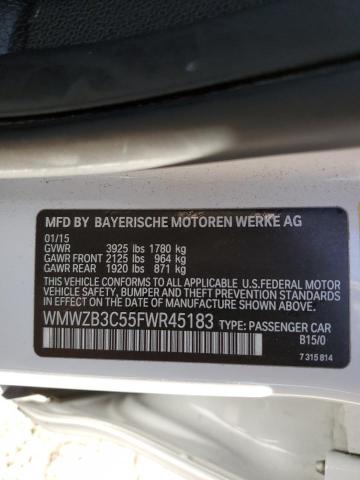 MFD BY BAYERISCHE MOTOREN WERKE AG
01/15
GVWR 3925 lbs 1780 kg
GAWR FRONT 2125 lbs 964 kg
GAWR REAR 1920 lbs 871 kg
THIS VEHICLE CONFORMS TO ALL APPLICABLE U.S. FEDERAL MOTOR
VEHICLE SAFETY, BUMPER, AND THEFT PREVENTION STANDARDS
IN EFFECT ON THE DATE OF MANUFACTURE SHOWN ABOVE.
WMWZB3C55FWR45183 TYPE: PASSENGER CAR
B15/0
7 315 814